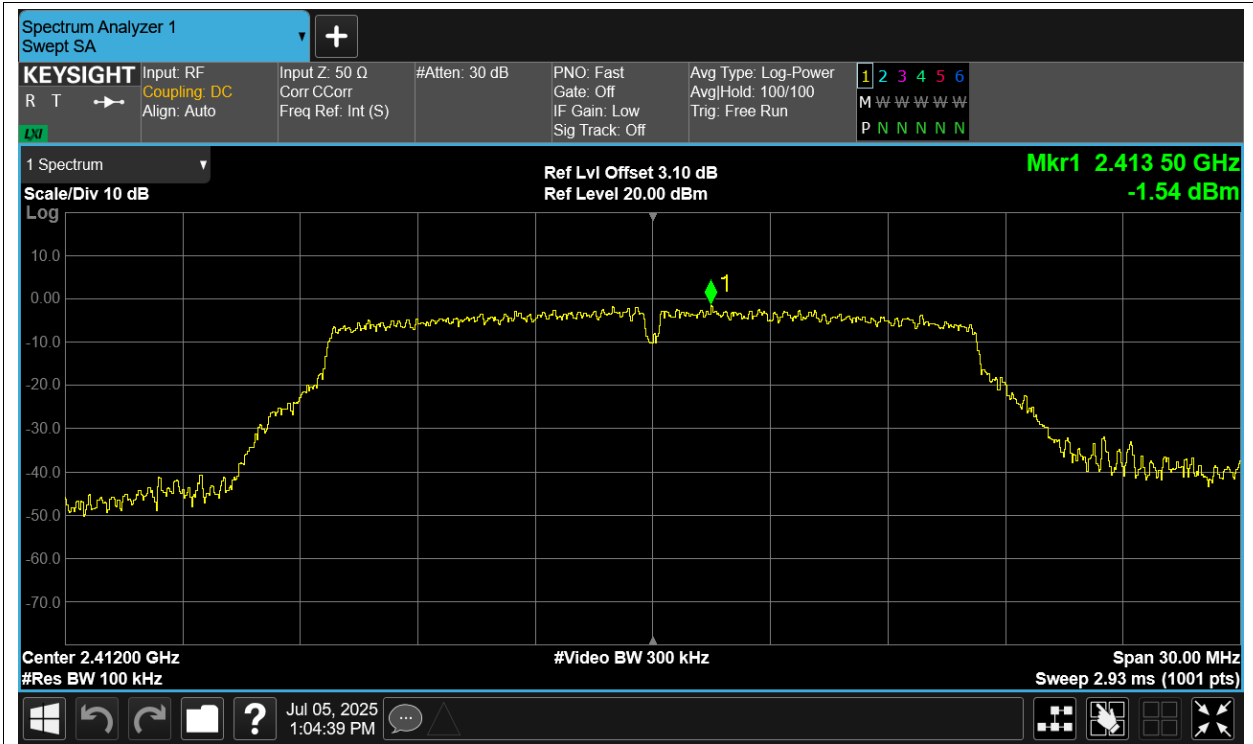 Spectrum Analyzer 1
Swept SA
KEYSIGHT
R T
LXI
Input: RF
Coupling: DC
Align: Auto
Input Z: 50 Ω
Corr CCorr
Freq Ref: Int (S)
#Atten: 30 dB
PNO: Fast
Gate: Off
IF Gain: Low
Sig Track: Off
Avg Type: Log-Power
Avg|Hold: 100/100
Trig: Free Run
1 2 3 4 5 6
M W W W W W
P N N N N N
1 Spectrum
Scale/Div 10 dB
Log
Ref Lvl Offset 3.10 dB
Ref Level 20.00 dBm
Mkr1 2.413 50 GHz
-1.54 dBm
10.0
0.00
-10.0
-20.0
-30.0
-40.0
-50.0
-60.0
-70.0
1
Center 2.41200 GHz
#Res BW 100 kHz
#Video BW 300 kHz
Span 30.00 MHz
Sweep 2.93 ms (1001 pts)
?
Jul 05, 2025
1:04:39 PM